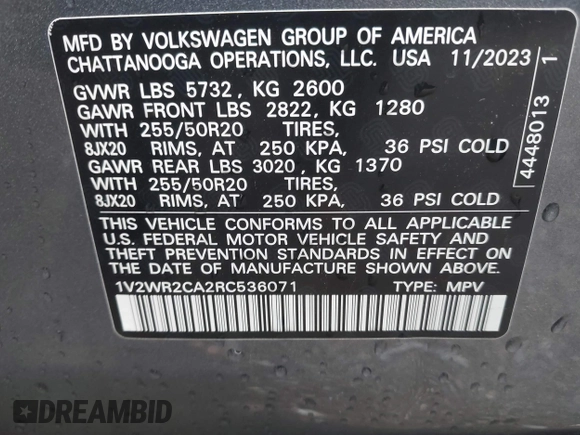 MFD BY VOLKSWAGEN GROUP OF AMERICA
CHATTANOOGA OPERATIONS, LLC. USA 11/2023
GVWR LBS 5732, KG 2600
GAWR FRONT LBS 2822, KG 1280
WITH 255/50R20 TIRES,
8JX20 RIMS, AT 250 KPA, 36 PSI COLD
GAWR REAR LBS 3020, KG 1370
WITH 255/50R20 TIRES,
8JX20 RIMS, AT 250 KPA, 36 PSI COLD
THIS VEHICLE CONFORMS TO ALL APPLICABLE
U.S. FEDERAL MOTOR VEHICLE SAFETY AND
THEFT PREVENTION STANDARDS IN EFFECT ON
THE DATE OF MANUFACTURE SHOWN ABOVE.
1V2WR2CA2RC536071 TYPE: MPV
4448013 1
DREAMBID